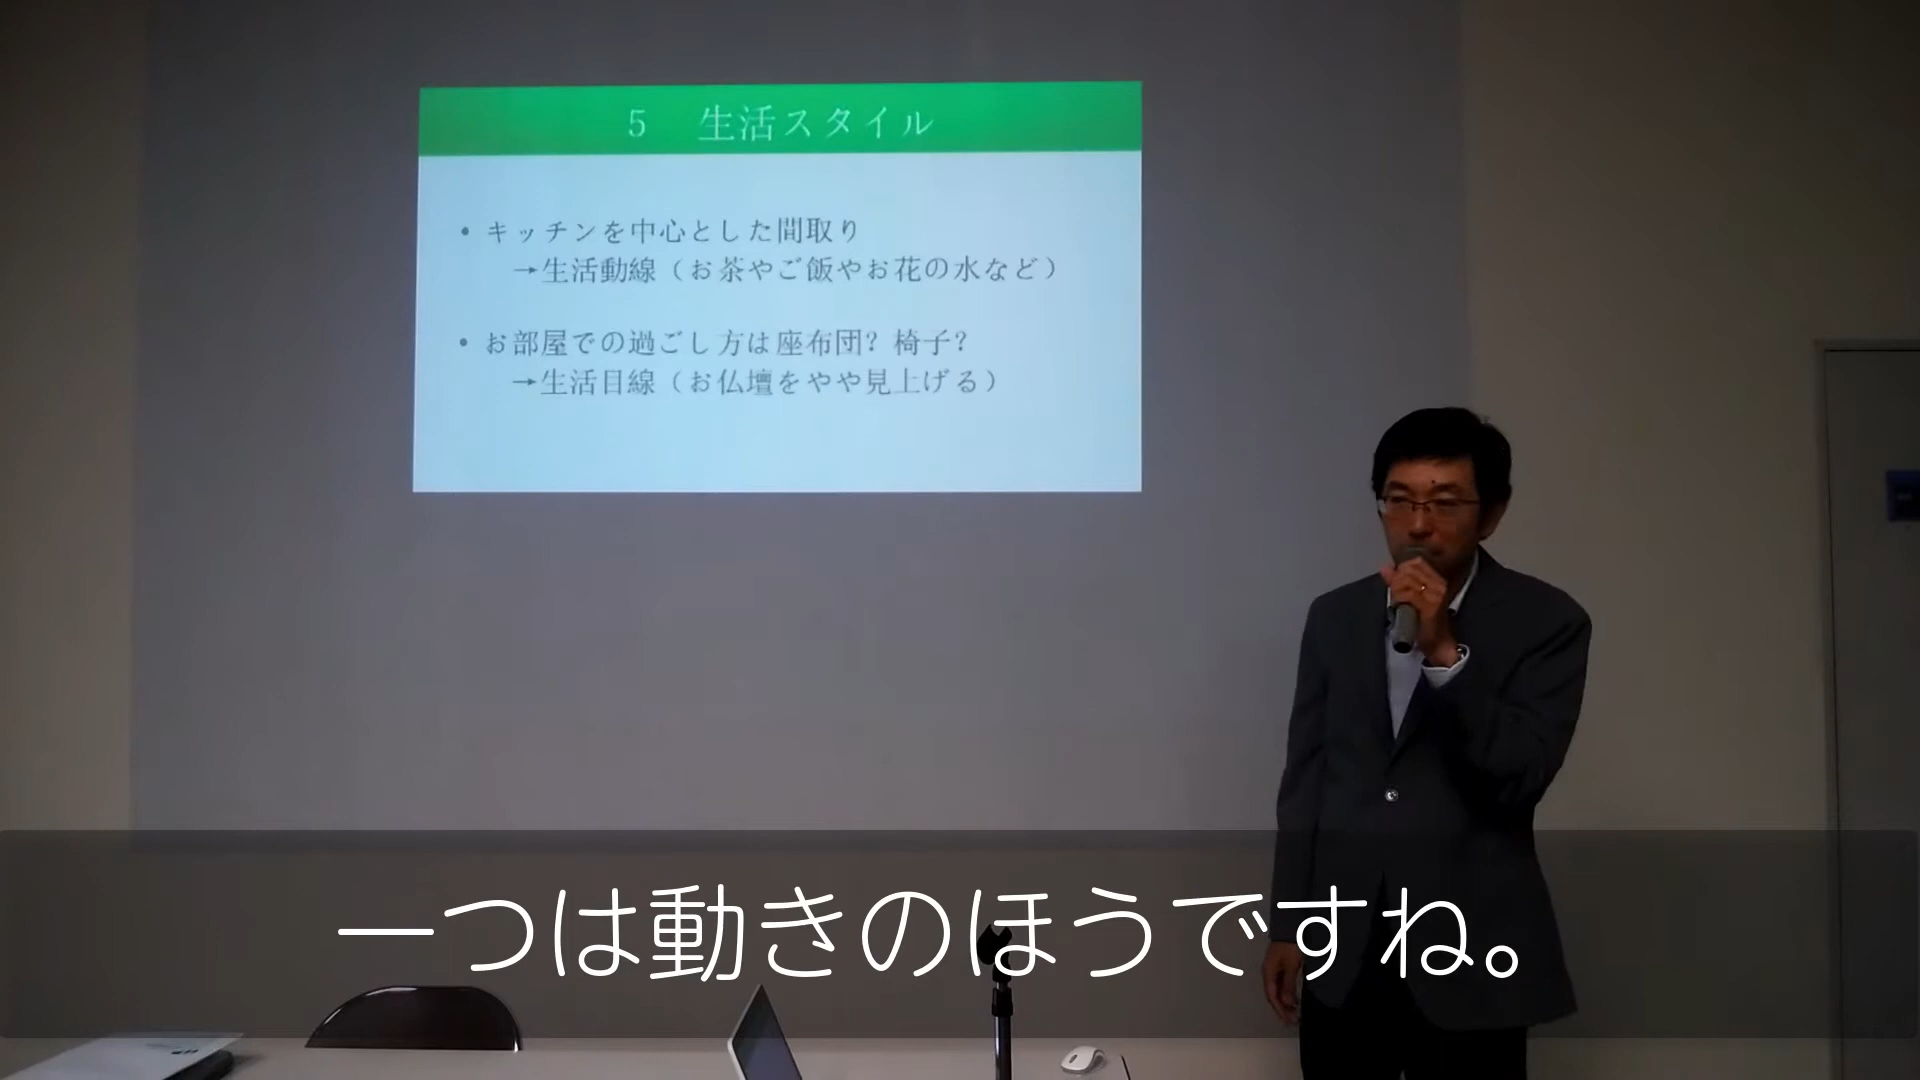 5　生活スタイル
• キッチンを中心とした間取り
→生活動線（お茶やご飯やお花の水など）
• お部屋での過ごし方は座布団? 椅子?
→生活目線（お仏壇をやや見上げる）
一つは動きのほうですね。